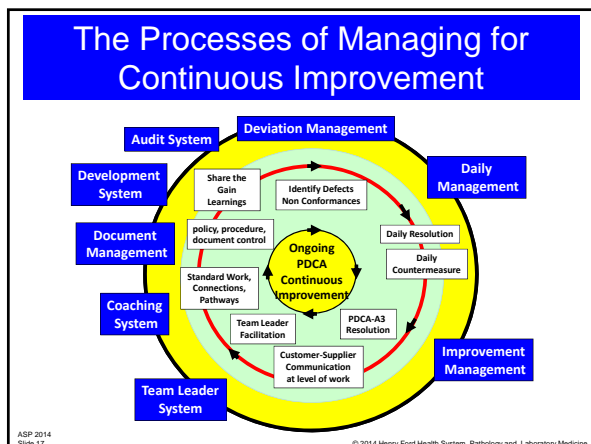 The Processes of Managing for
Continuous Improvement
Deviation Management
Audit System
Daily
Management
Development
System
Share the
Gain
Learnings
Identify Defects
Non Conformances
policy, procedure,
document control
Daily Resolution
Document
Management
Ongoing
PDCA
Continuous
Improvement
Daily
Countermeasure
Standard Work,
Connections,
Pathways
Coaching
System
Team Leader
Facilitation
PDCA-A3
Resolution
Customer-Supplier
Communication
at level of work
Improvement
Management
Team Leader
System
ASP 2014
Slide 17
© 2014 Henry Ford Health System, Pathology and Laboratory Medicine